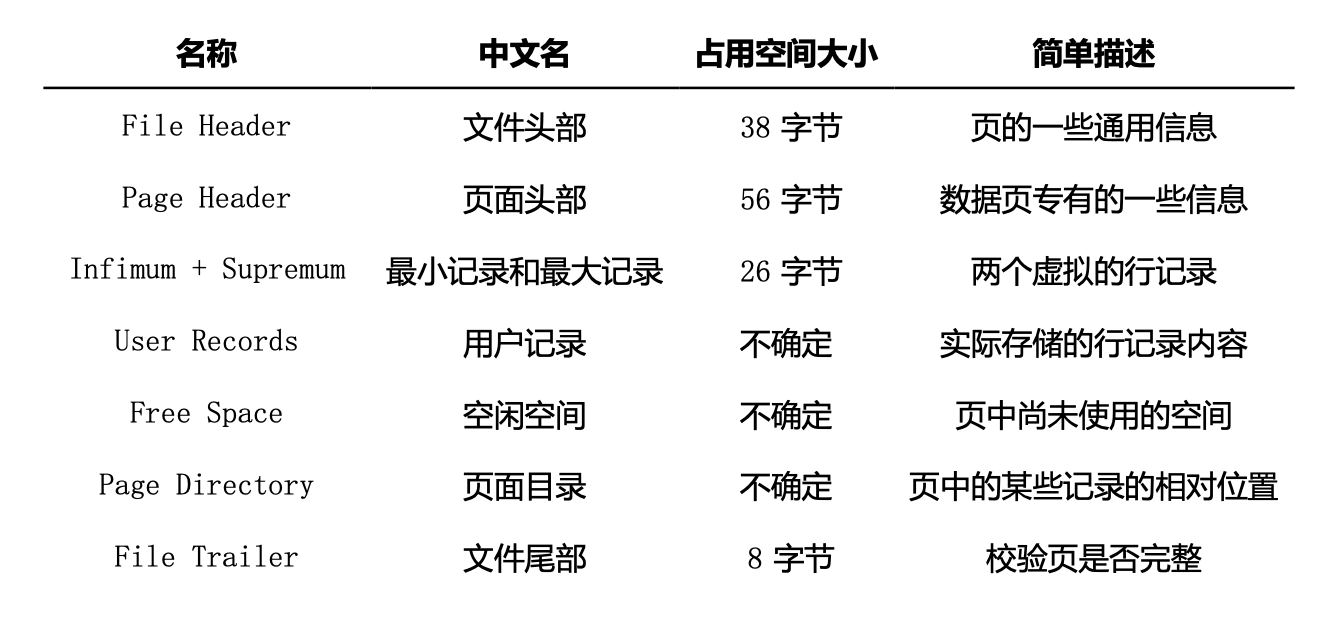 名称 中文名 占用空间大小 简单描述
File Header 文件头部 38 字节 页的一些通用信息
Page Header 页面头部 56 字节 数据页专有的一些信息
Infimum + Supremum 最小记录和最大记录 26 字节 两个虚拟的行记录
User Records 用户记录 不确定 实际存储的行记录内容
Free Space 空闲空间 不确定 页中尚未使用的空间
Page Directory 页面目录 不确定 页中的某些记录的相对位置
File Trailer 文件尾部 8 字节 校验页是否完整